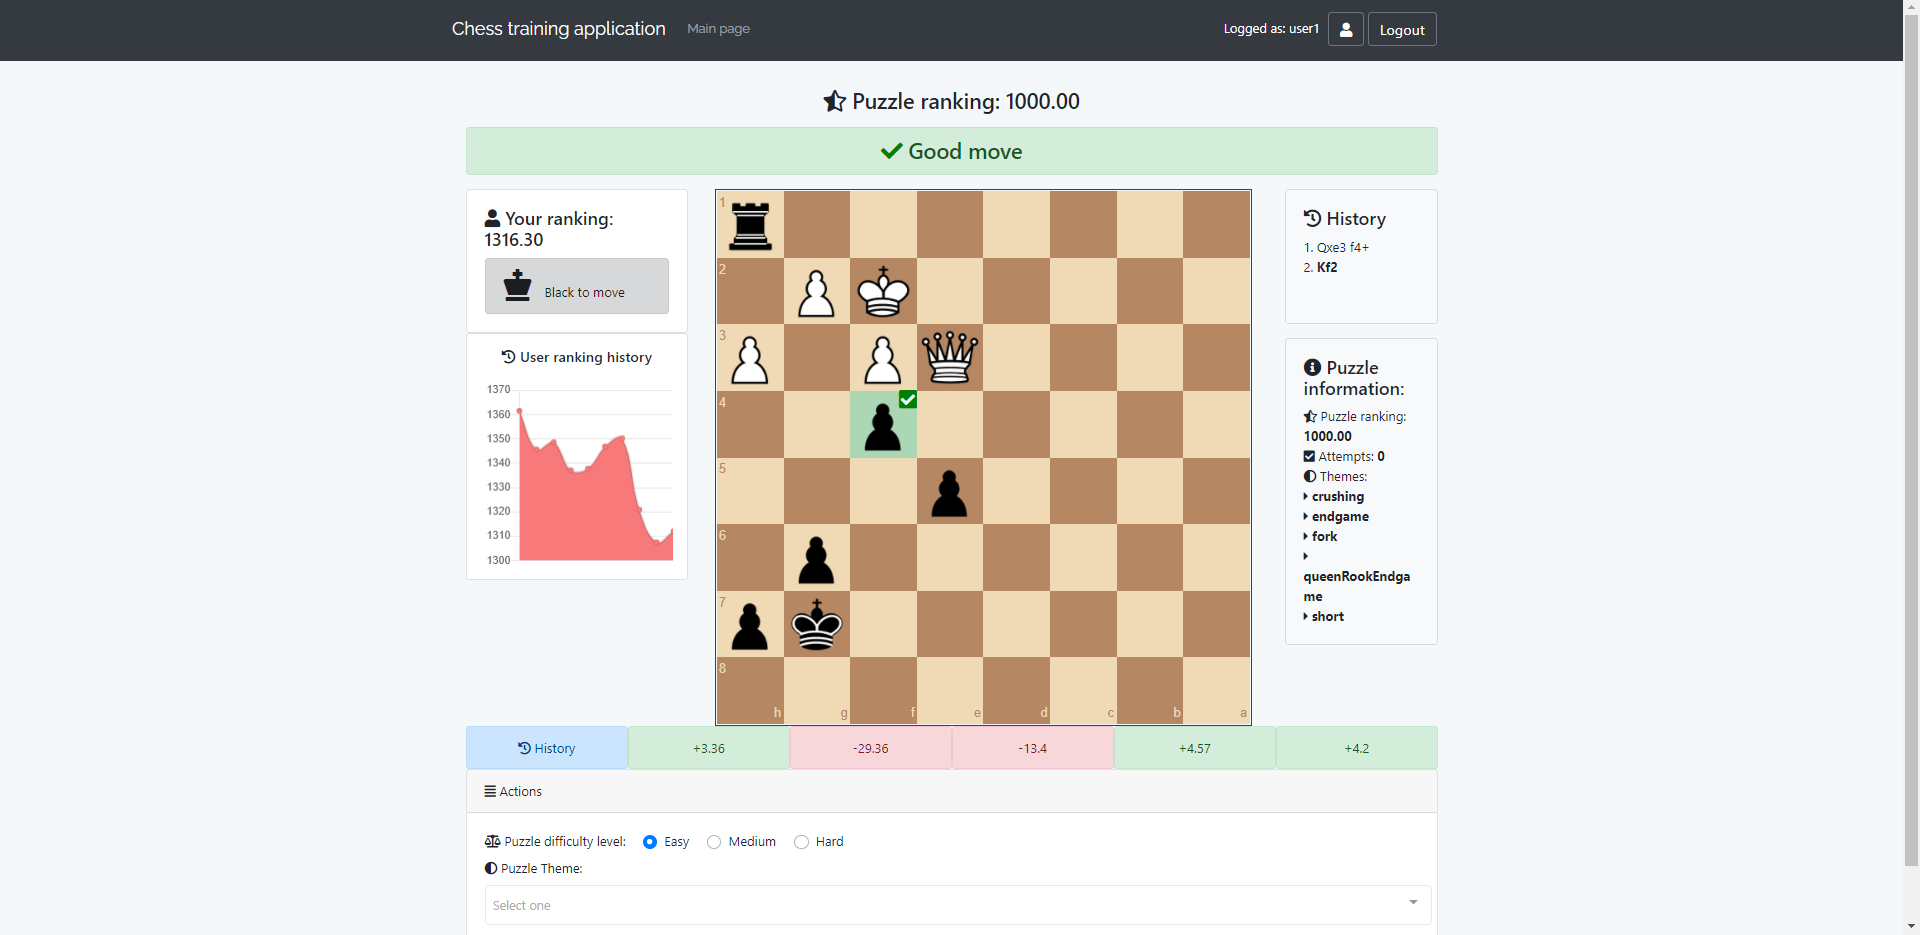 Chess training application
Main page
Logged as: user1
Logout
Puzzle ranking: 1000.00
Good move
Your ranking:
1316.30
Black to move
User ranking history
1370
1360
1350
1340
1330
1320
1310
1300
1
2
3
4
5
6
7
8
h g f e d c b a
History
1. Qxe3 f4+
2. Kf2
Puzzle
information:
Puzzle ranking:
1000.00
Attempts: 0
Themes:
crushing
endgame
fork
queenRookEndga
me
short
History
+3.36
-29.36
-13.4
+4.57
+4.2
Actions
Puzzle difficulty level: Easy Medium Hard
Puzzle Theme:
Select one